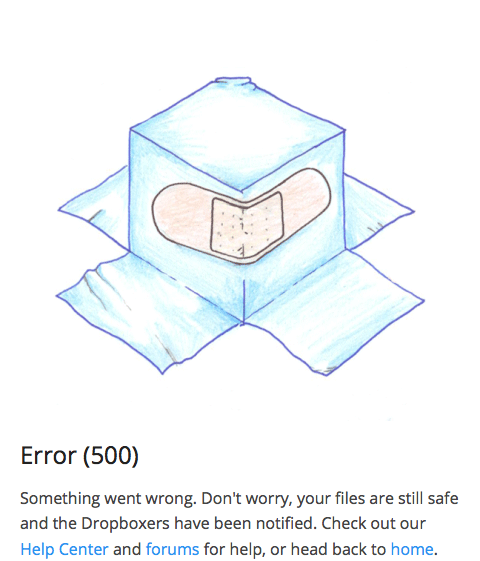 Error (500)
Something went wrong. Don't worry, your files are still safe
and the Dropboxers have been notified. Check out our
Help Center and forums for help, or head back to home.